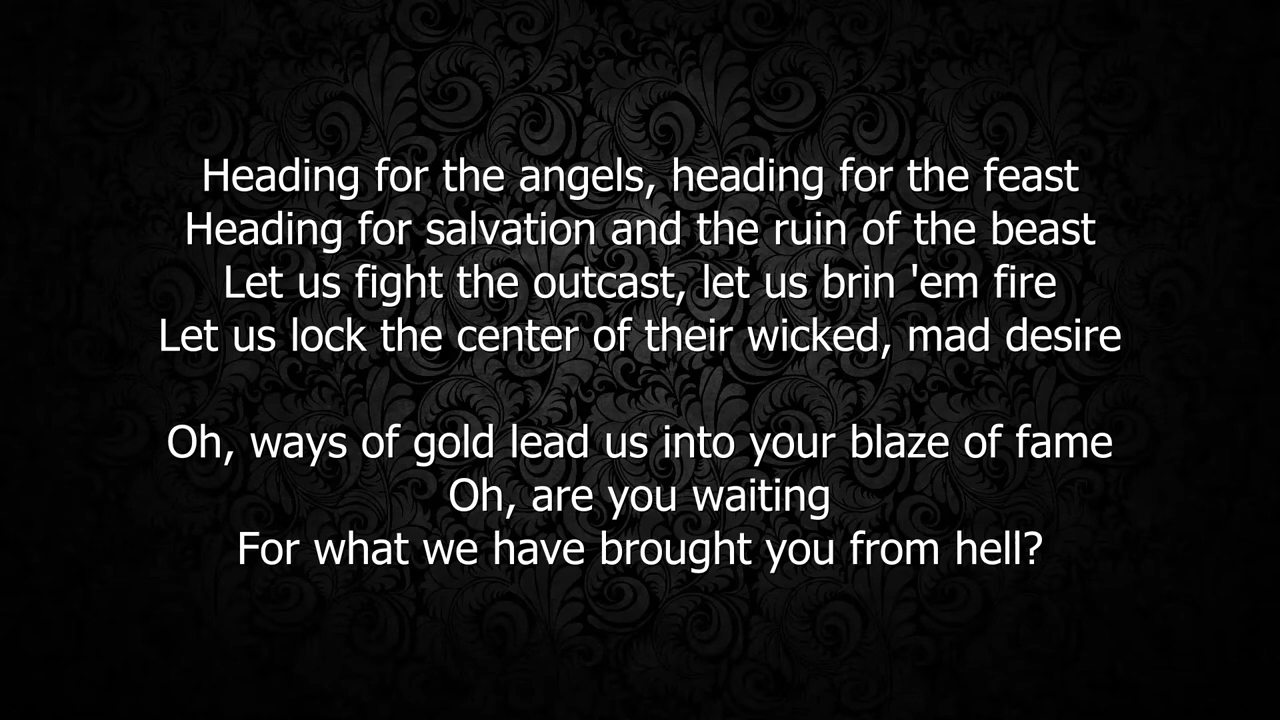 Heading for the angels, heading for the feast
Heading for salvation and the ruin of the beast
Let us fight the outcast, let us brin 'em fire
Let us lock the center of their wicked, mad desire
Oh, ways of gold lead us into your blaze of fame
Oh, are you waiting
For what we have brought you from hell?